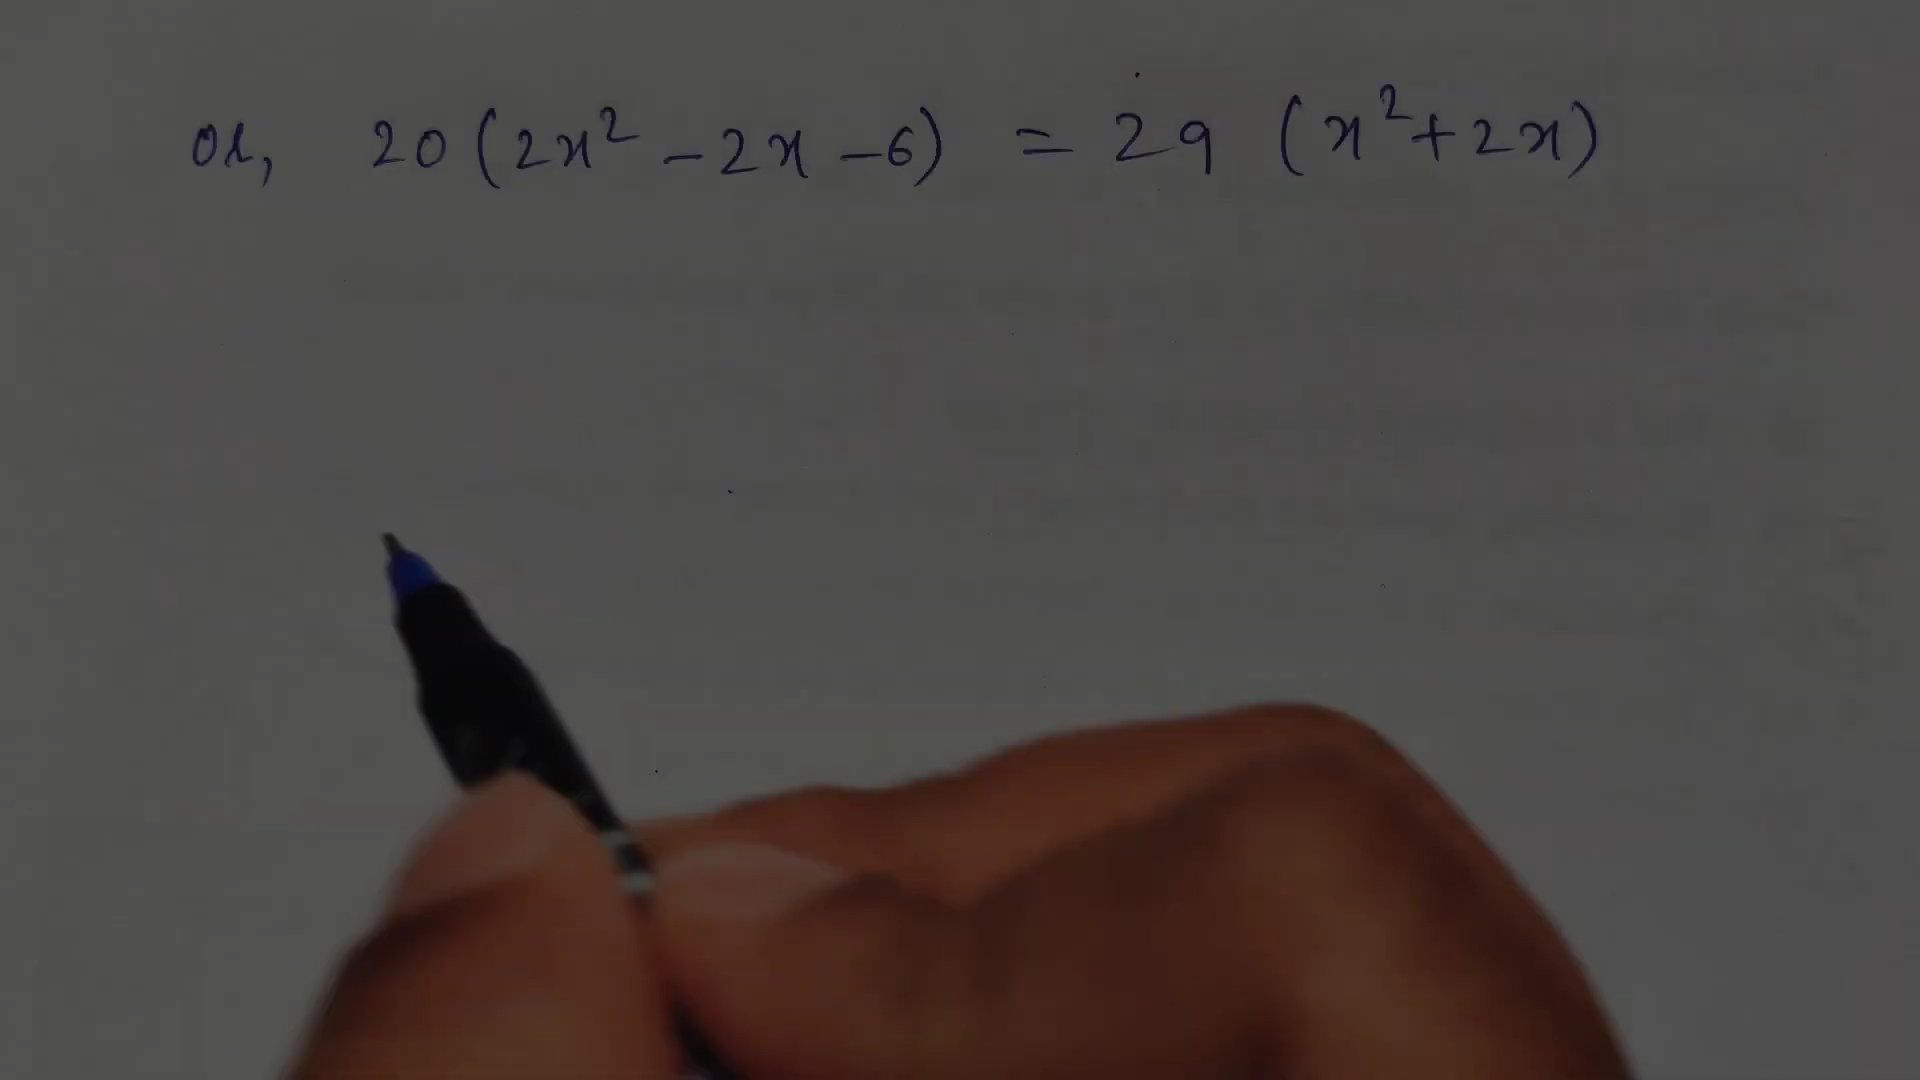 or, 20 (2x² - 2x - 6) = 29 (x² + 2x)